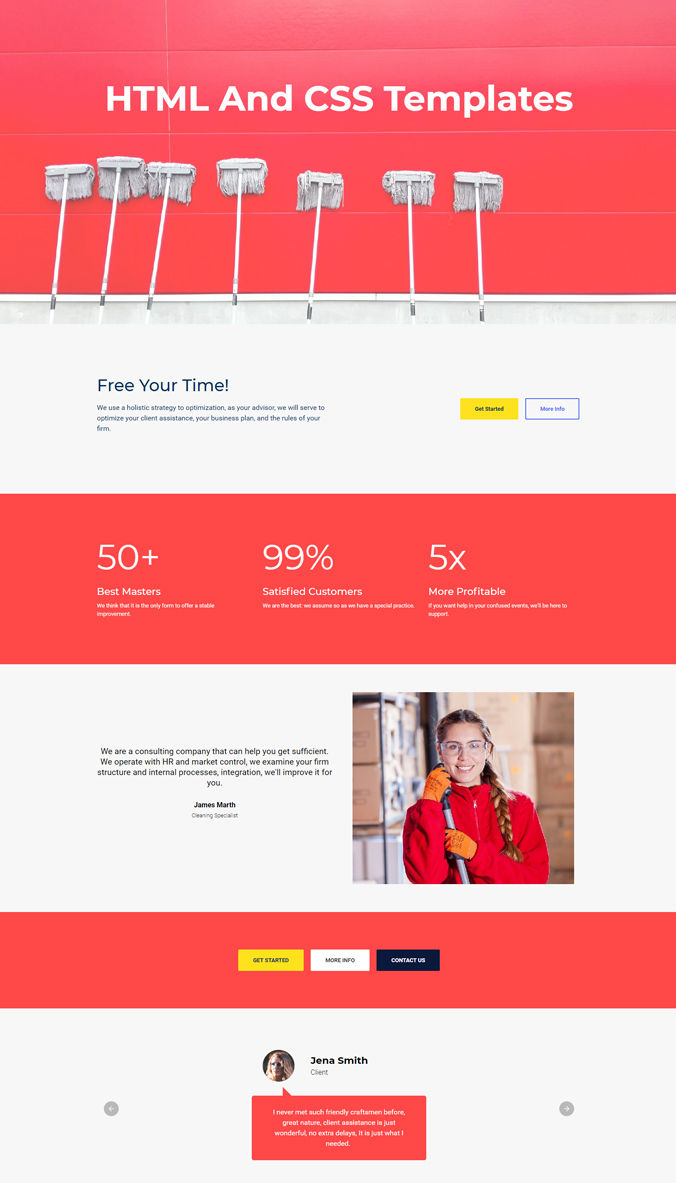 HTML And CSS Templates
Free Your Time!
We use a holistic strategy to optimization, as your advisor, we will serve to
optimize your client assistance, your business plan, and the rules of your
firm.
Get Started
More Info
50+
99%
5x
Best Masters
Satisfied Customers
More Profitable
We think that it is the only form to offer a stable
improvement.
We are the best: we assume so as we have a special practice.
If you want help in your confused events, we'll be here to
support.
We are a consulting company that can help you get sufficient.
We operate with HR and market control, we examine your firm
structure and internal processes, integration, we'll improve it for
you.
James Marth
Cleaning Specialist
GET STARTED
MORE INFO
CONTACT US
Jena Smith
Client
I never met such friendly craftsmen before,
great nature, client assistance is just
wonderful, no extra delays, it is just what I
needed.